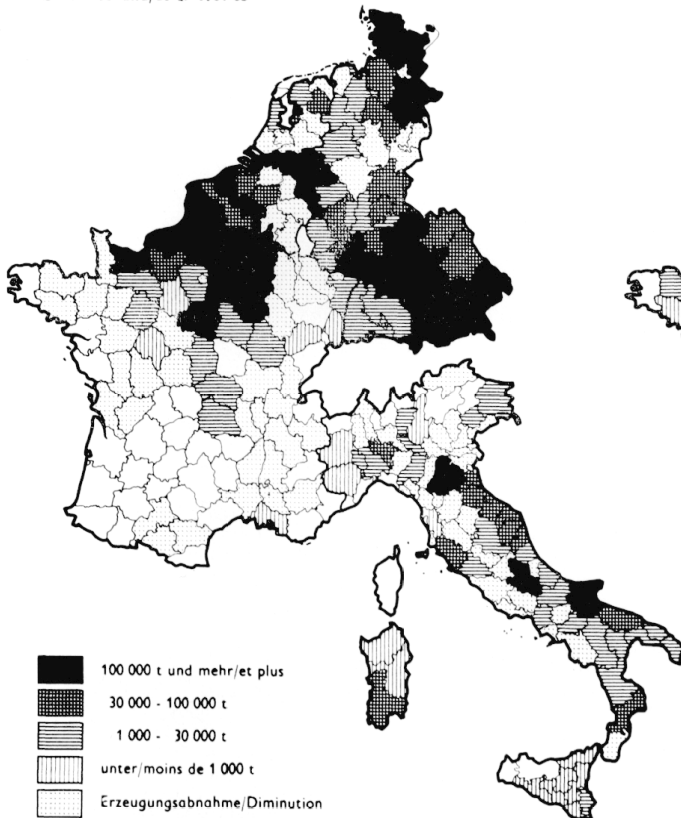 100 000 t und mehr/et plus
30 000 - 100 000 t
1 000 - 30 000 t
unter/moins de 1 000 t
Erzeugungsabnahme/Diminution